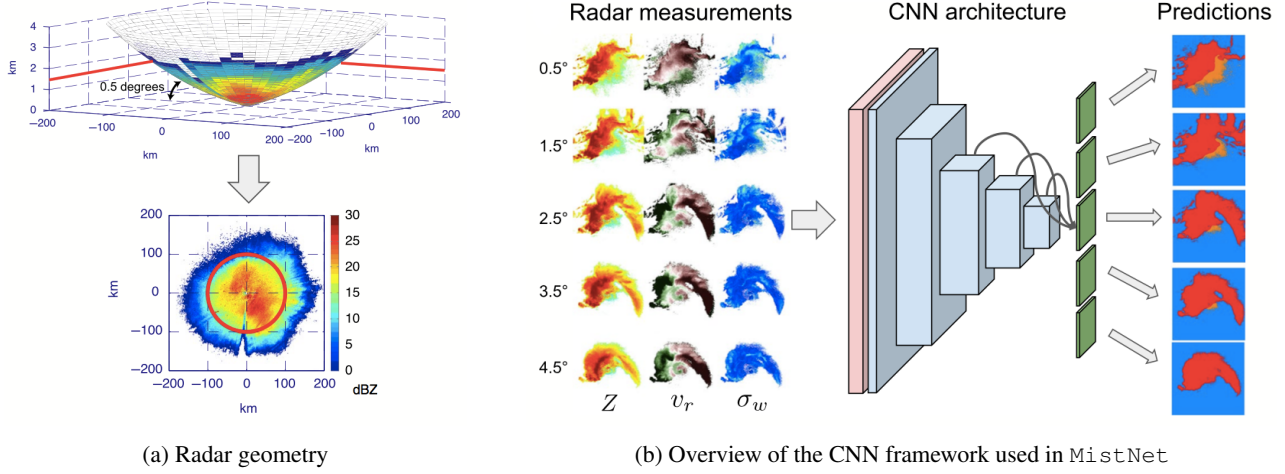 4
3
2
1
0
km
0.5 degrees
−200
−100
0
100
200
−200
−100
0
100
200
km
km
200
100
0
−100
−200
km
−200
−100
0
100
200
km
30
25
20
15
10
5
0
dBZ
(a) Radar geometry
Radar measurements
CNN architecture
Predictions
0.5°
1.5°
2.5°
3.5°
4.5°
Z
v_r
σ_w
(b) Overview of the CNN framework used in MistNet